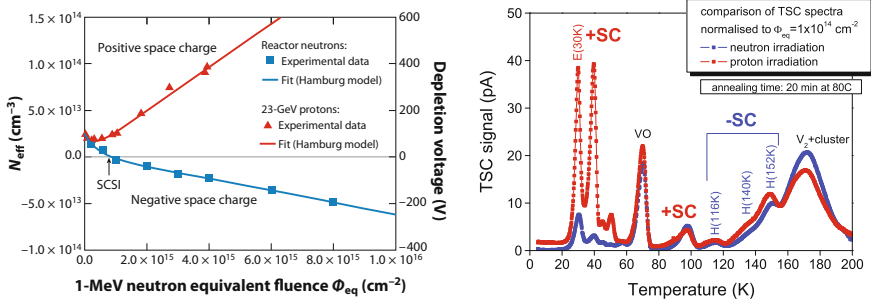 1.5 10¹⁴
1.0 10¹⁴
5.0 10¹³
0.0
−5.0 10¹³
1.0 10¹⁴
N_eff (cm⁻³)
Positive space charge
Reactor neutrons:
Experimental data
Fit (Hamburg model)
23-GeV protons:
Experimental data
Fit (Hamburg model)
SCSI
Negative space charge
600
400
200
0
−200
−400
Depletion voltage (V)
0.0
2.0 10¹⁵
4.0 10¹⁵
6.0 10¹⁵
8.0 10¹⁵
1.0 10¹⁶
1-MeV neutron equivalent fluence Φ_eq (cm⁻²)
50
40
30
20
10
0
TSC signal (pA)
E(30K)
+SC
comparison of TSC spectra
normalised to Φ_eq=1x10¹⁴ cm⁻²
neutron irradiation
proton irradiation
annealing time: 20 min at 80C
VO
-SC
V₂+cluster
+SC
H(116K)
H(140K)
H(152K)
0
20
40
60
80
100
120
140
160
180
200
Temperature (K)